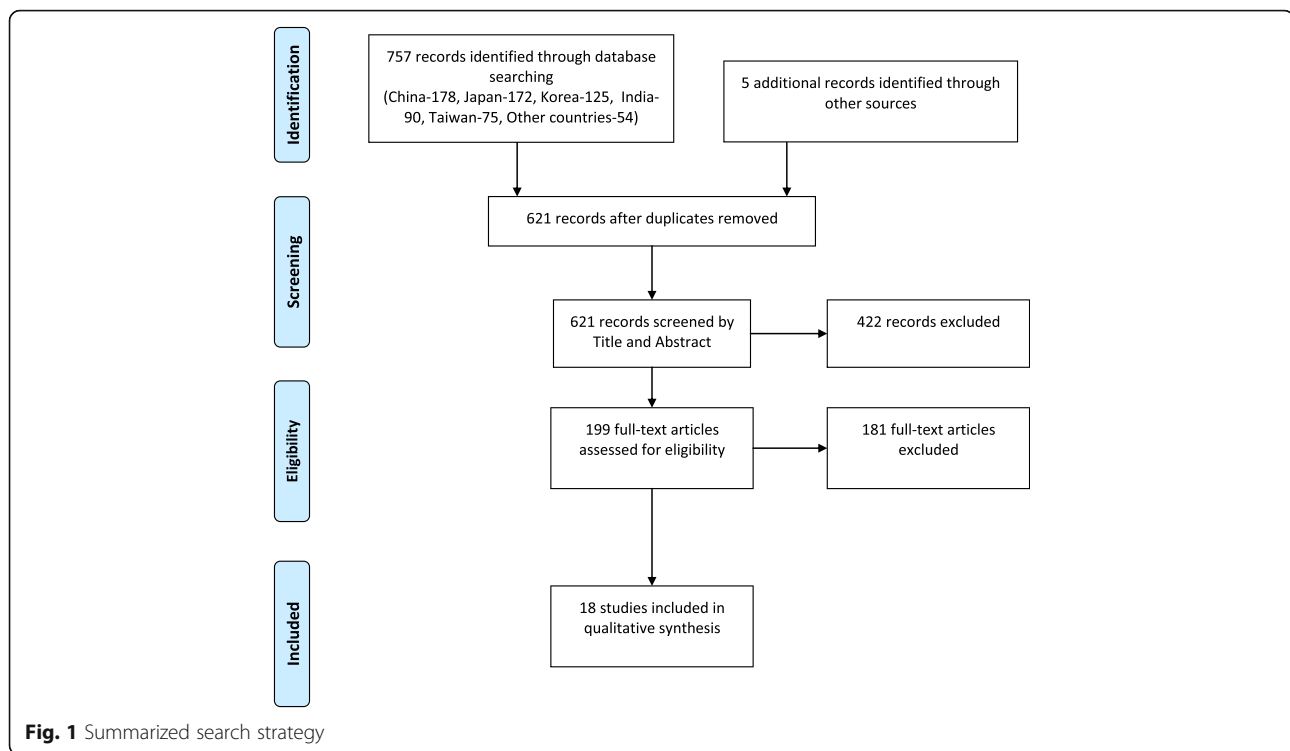 Identification
757 records identified through database
searching
(China-178, Japan-172, Korea-125, India-
90, Taiwan-75, Other countries-54)
5 additional records identified through
other sources
Screening
621 records after duplicates removed
621 records screened by
Title and Abstract
422 records excluded
Eligibility
199 full-text articles
assessed for eligibility
181 full-text articles
excluded
Included
18 studies included in
qualitative synthesis
Fig. 1 Summarized search strategy